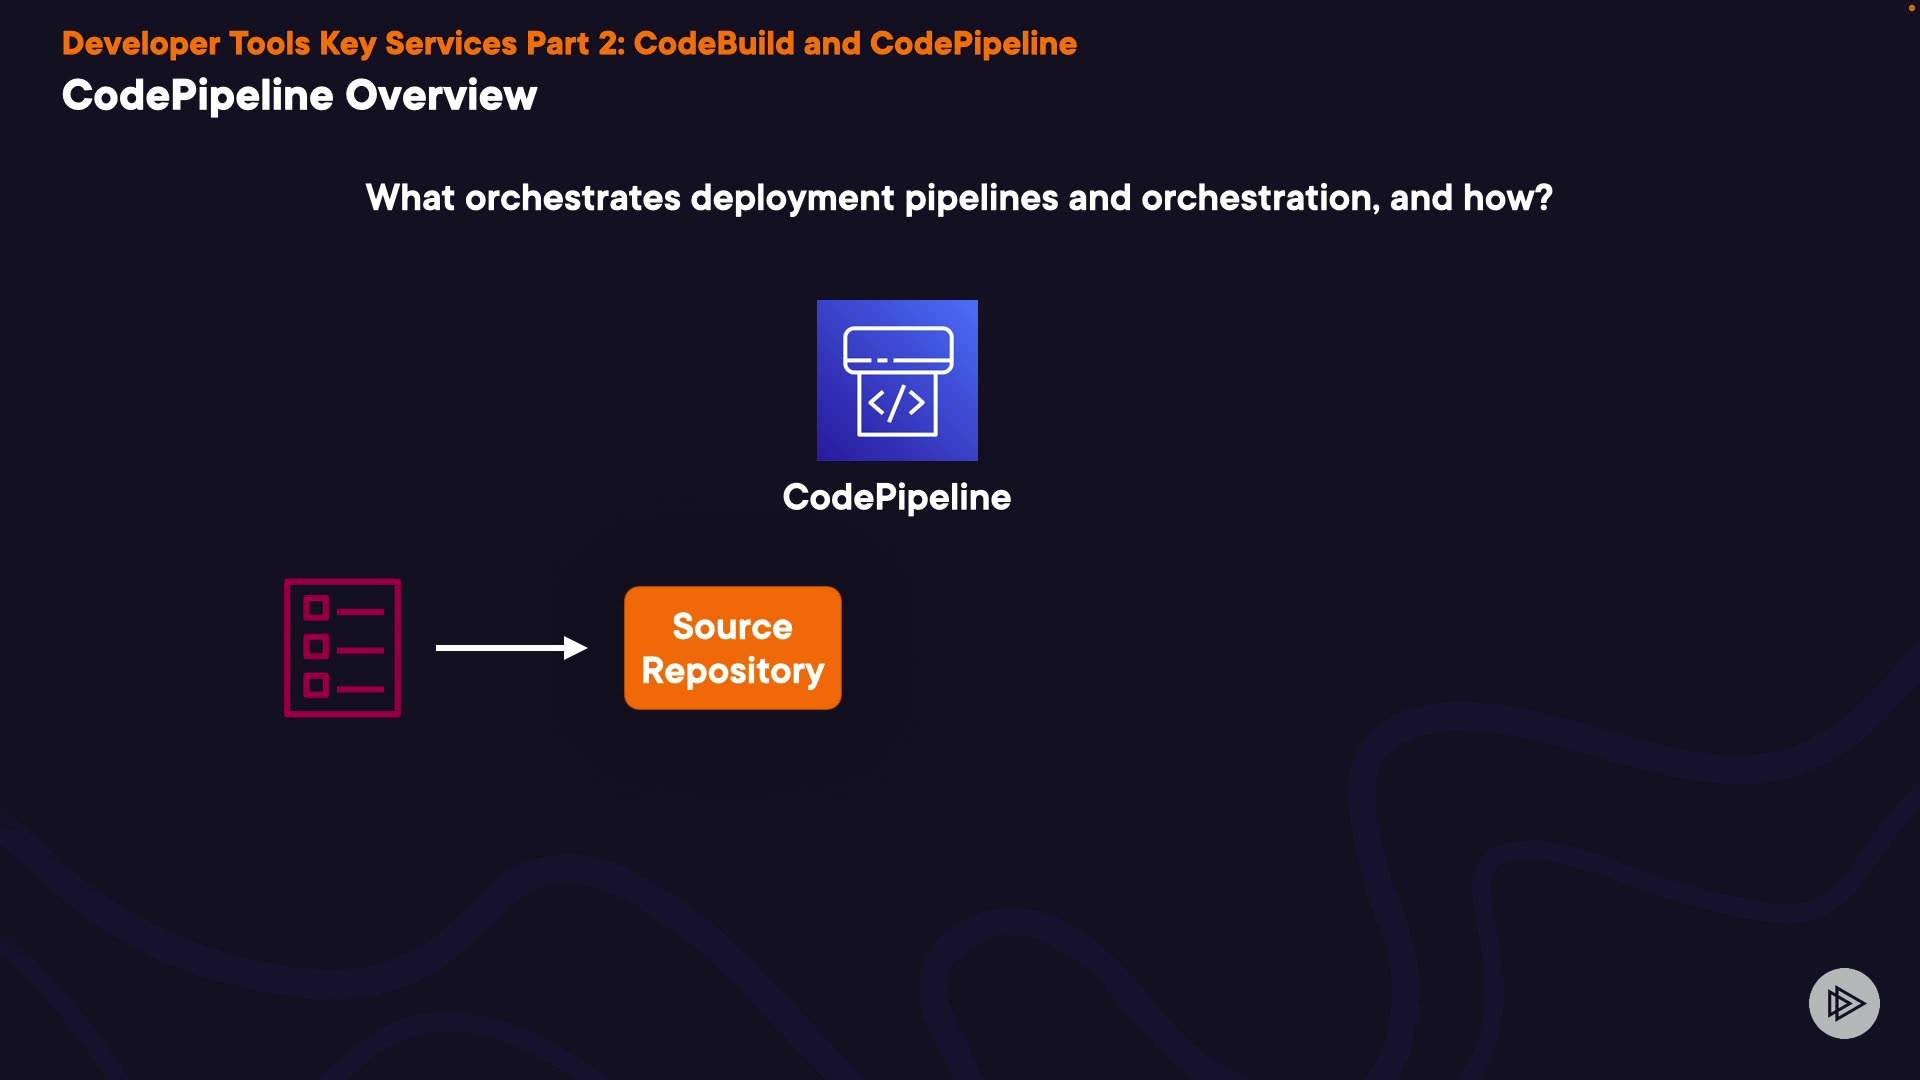 Developer Tools Key Services Part 2: CodeBuild and CodePipeline
CodePipeline Overview
What orchestrates deployment pipelines and orchestration, and how?
</>
CodePipeline
Source
Repository